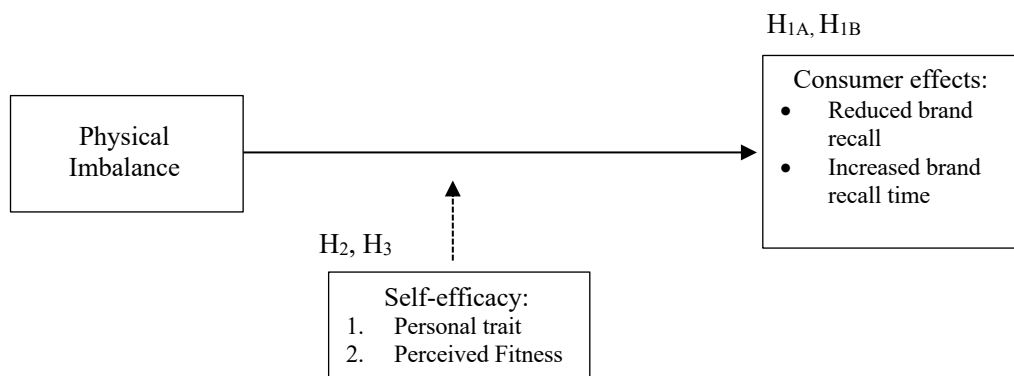 H1A, H1B
Consumer effects:
• Reduced brand
recall
• Increased brand
recall time
Physical
Imbalance
H2, H3
Self-efficacy:
1. Personal trait
2. Perceived Fitness